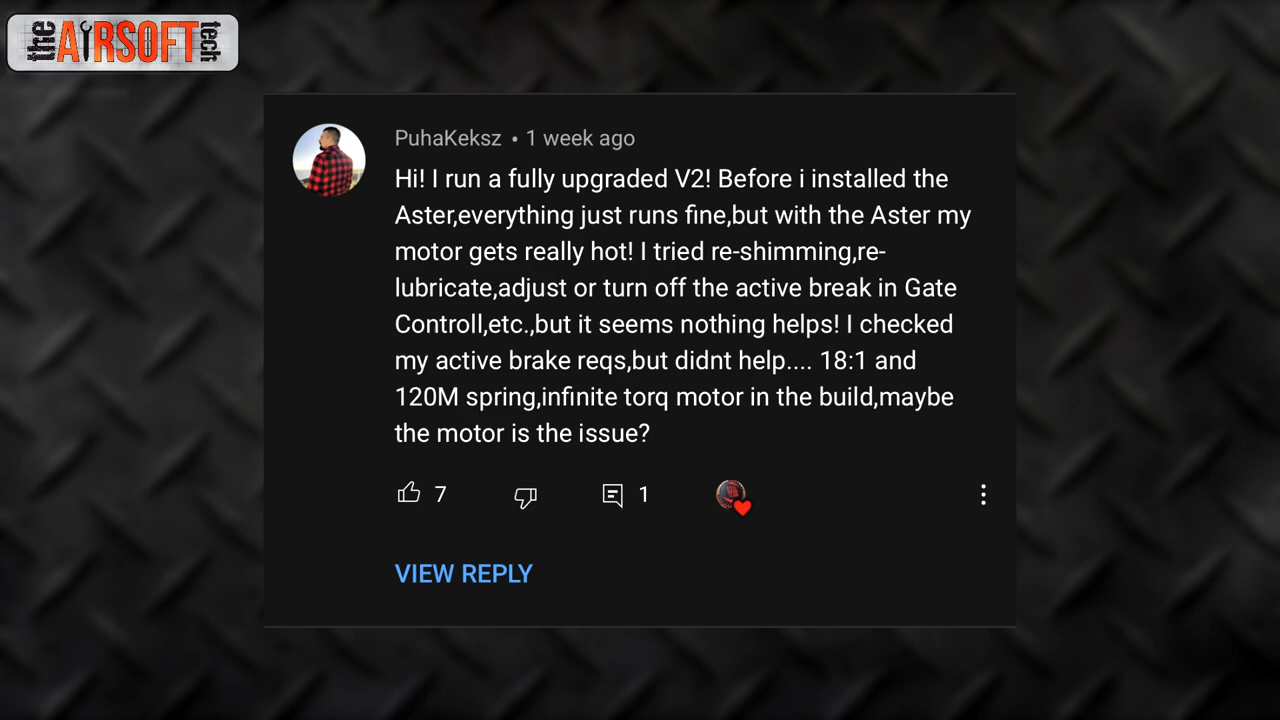 the AIRSOFT tech
PuhaKeksz • 1 week ago
Hi! I run a fully upgraded V2! Before i installed the
Aster,everything just runs fine,but with the Aster my
motor gets really hot! I tried re-shimming,re-
lubricate,adjust or turn off the active break in Gate
Controll,etc.,but it seems nothing helps! I checked
my active brake reqs,but didnt help.... 18:1 and
120M spring,infinite torq motor in the build,maybe
the motor is the issue?
7 1
VIEW REPLY